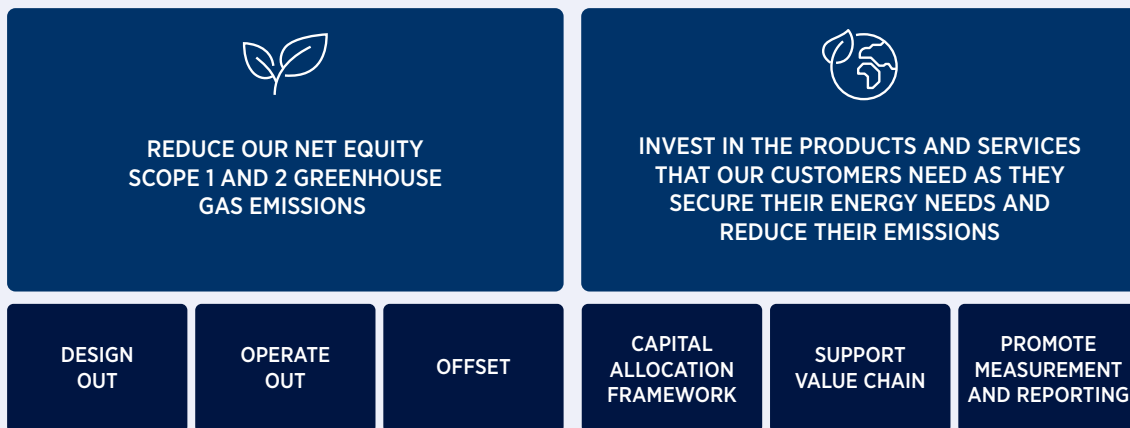 REDUCE OUR NET EQUITY
SCOPE 1 AND 2 GREENHOUSE
GAS EMISSIONS
INVEST IN THE PRODUCTS AND SERVICES
THAT OUR CUSTOMERS NEED AS THEY
SECURE THEIR ENERGY NEEDS AND
REDUCE THEIR EMISSIONS
DESIGN
OUT
OPERATE
OUT
OFFSET
CAPITAL
ALLOCATION
FRAMEWORK
SUPPORT
VALUE CHAIN
PROMOTE
MEASUREMENT
AND REPORTING